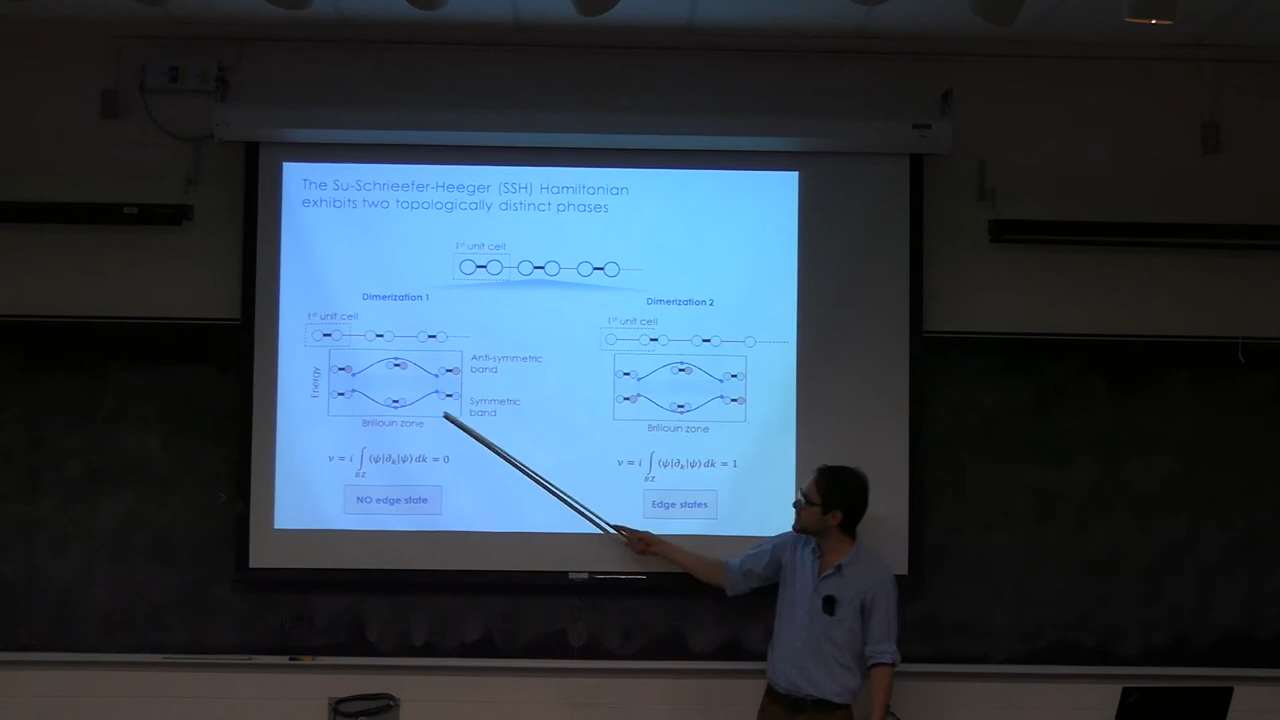 The Su-Schrieefer-Heeger (SSH) Hamiltonian
exhibits two topologically distinct phases
1st unit cell
Dimerization 1
1st unit cell
Energy
Anti-symmetric
band
Symmetric
band
Brillouin zone
ν = i ∫BZ ⟨ψ|∂k|ψ⟩ dk = 0
NO edge state
Dimerization 2
1st unit cell
Brillouin zone
ν = i ∫BZ ⟨ψ|∂k|ψ⟩ dk = 1
Edge states